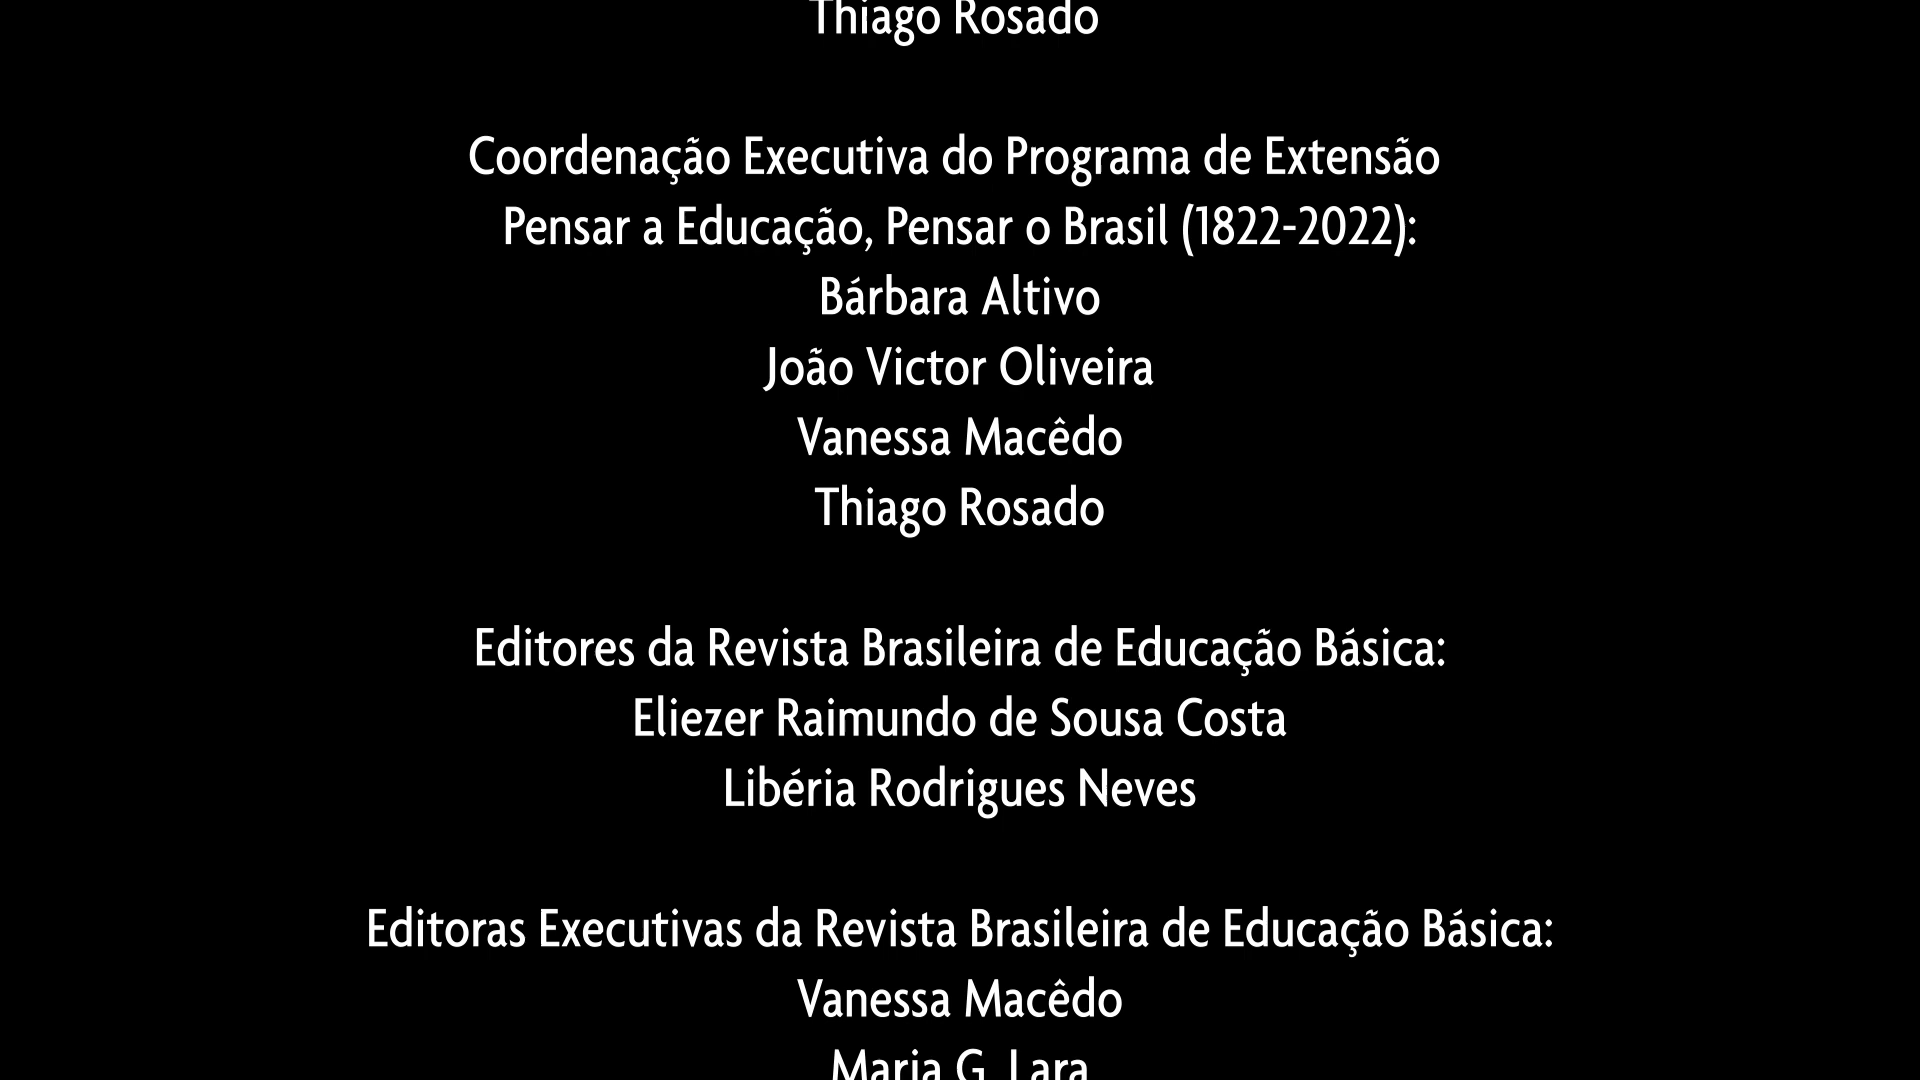 Thiago Rosado
Coordenação Executiva do Programa de Extensão
Pensar a Educação, Pensar o Brasil (1822-2022):
Bárbara Altivo
João Victor Oliveira
Vanessa Macêdo
Thiago Rosado
Editores da Revista Brasileira de Educação Básica:
Eliezer Raimundo de Sousa Costa
Libéria Rodrigues Neves
Editoras Executivas da Revista Brasileira de Educação Básica:
Vanessa Macêdo
Maria G. Lara